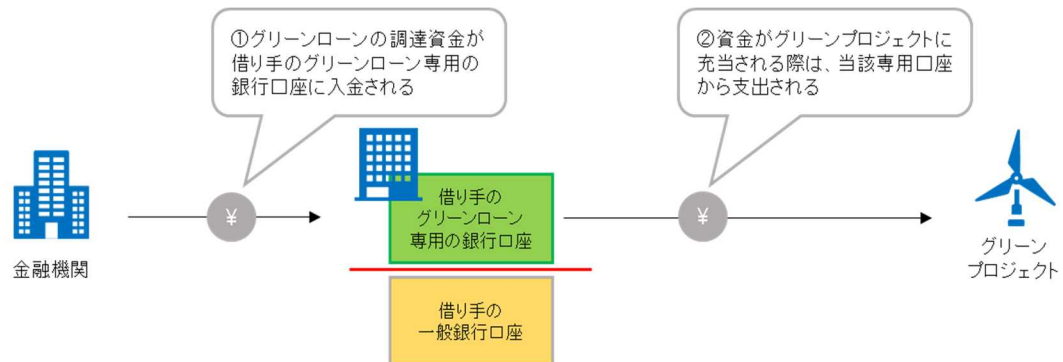 ①グリーンローンの調達資金が
借り手のグリーンローン専用の
銀行口座に入金される
②資金がグリーンプロジェクトに
充当される際は、当該専用口座
から支出される
金融機関
¥
借り手の
グリーンローン
専用の銀行口座
¥
グリーン
プロジェクト
借り手の
一般銀行口座